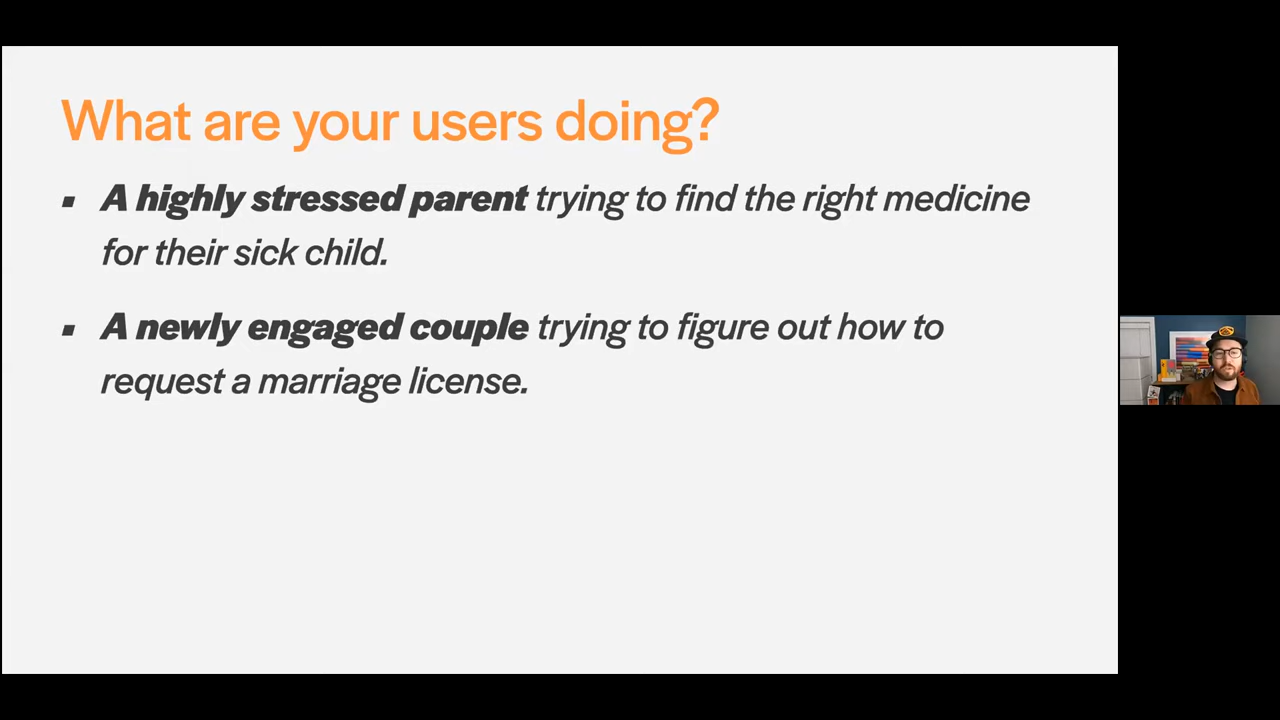 What are your users doing?
▪ A highly stressed parent trying to find the right medicine
for their sick child.
▪ A newly engaged couple trying to figure out how to
request a marriage license.